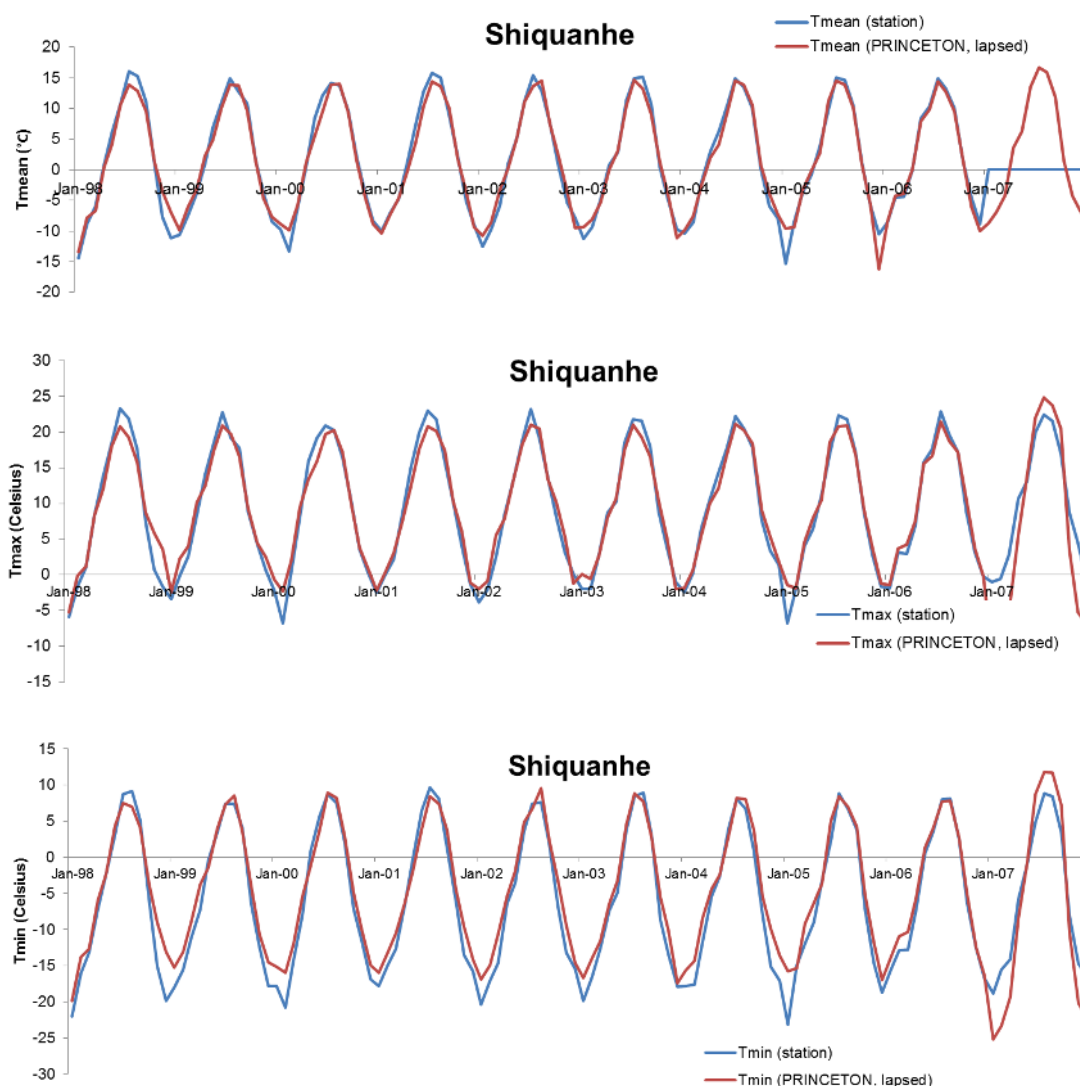 Shiquanhe
Tmean (station)
Tmean (PRINCETON, lapsed)
Tmean (°C)
20
15
10
5
0
-5
-10
-15
-20
Jan-98 Jan-99 Jan-00 Jan-01 Jan-02 Jan-03 Jan-04 Jan-05 Jan-06 Jan-07
Shiquanhe
Tmax (Celsius)
30
25
20
15
10
5
0
-5
-10
-15
Jan-98 Jan-99 Jan-00 Jan-01 Jan-02 Jan-03 Jan-04 Jan-05 Jan-06 Jan-07
Tmax (station)
Tmax (PRINCETON, lapsed)
Shiquanhe
Tmin (Celsius)
15
10
5
0
-5
-10
-15
-20
-25
-30
Jan-98 Jan-99 Jan-00 Jan-01 Jan-02 Jan-03 Jan-04 Jan-05 Jan-06 Jan-07
Tmin (station)
Tmin (PRINCETON, lapsed)